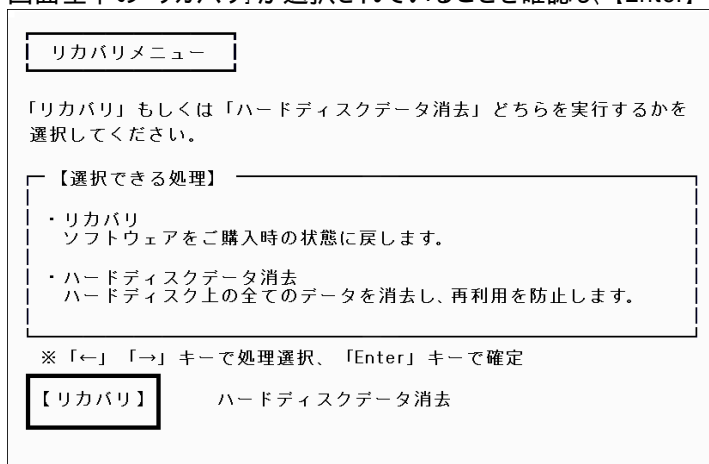 リカバリメニュー
「リカバリ」もしくは「ハードディスクデータ消去」どちらを実行するかを
選択してください。
【選択できる処理】
・リカバリ
ソフトウェアをご購入時の状態に戻します。
・ハードディスクデータ消去
ハードディスク上の全てのデータを消去し、再利用を防止します。
※「←」「→」キーで処理選択、「Enter」キーで確定
【リカバリ】 ハードディスクデータ消去